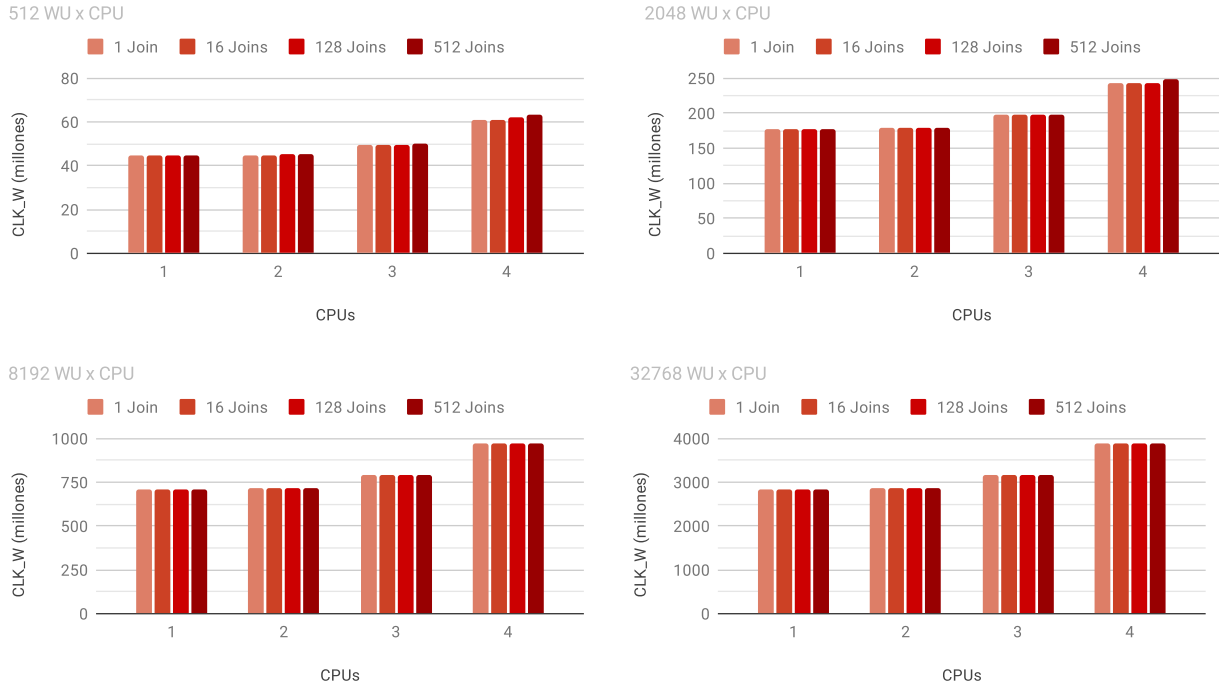 512 WU x CPU
1 Join 16 Joins 128 Joins 512 Joins
CLK_W (millones)
80
60
40
20
0
1 2 3 4
CPUs
2048 WU x CPU
1 Join 16 Joins 128 Joins 512 Joins
CLK_W (millones)
250
200
150
100
50
0
1 2 3 4
CPUs
8192 WU x CPU
1 Join 16 Joins 128 Joins 512 Joins
CLK_W (millones)
1000
750
500
250
0
1 2 3 4
CPUs
32768 WU x CPU
1 Join 16 Joins 128 Joins 512 Joins
CLK_W (millones)
4000
3000
2000
1000
0
1 2 3 4
CPUs